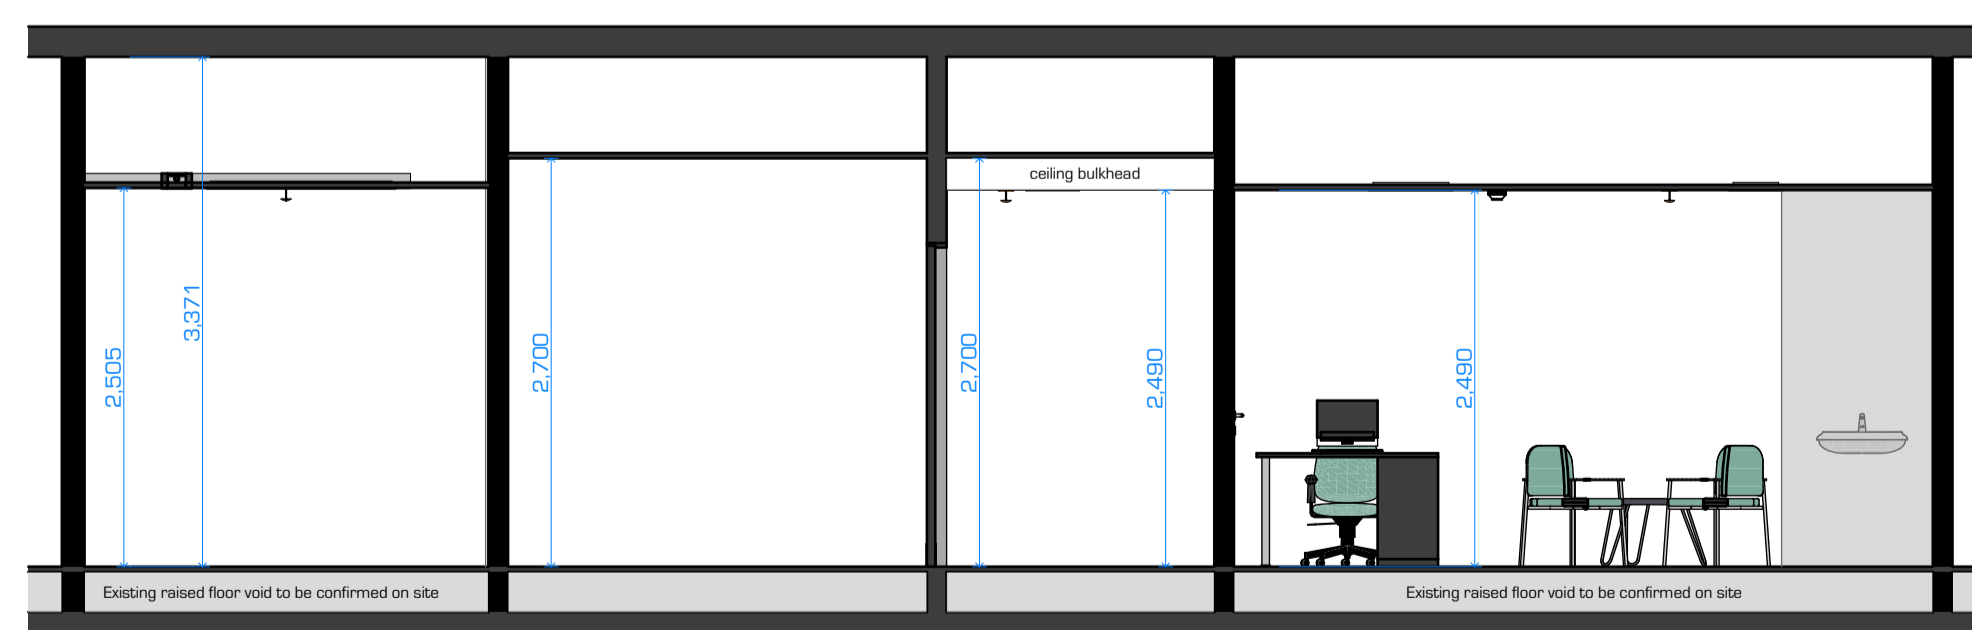 ceiling bulkhead
3,371
2,505
2,700
2,700
2,490
2,490
Existing raised floor void to be confirmed on site
Existing raised floor void to be confirmed on site